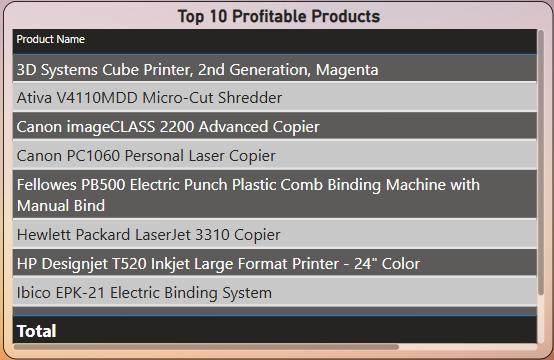 Top 10 Profitable Products
Product Name
3D Systems Cube Printer, 2nd Generation, Magenta
Ativa V4110MDD Micro-Cut Shredder
Canon imageCLASS 2200 Advanced Copier
Canon PC1060 Personal Laser Copier
Fellowes PB500 Electric Punch Plastic Comb Binding Machine with
Manual Bind
Hewlett Packard LaserJet 3310 Copier
HP Designjet T520 Inkjet Large Format Printer - 24" Color
Ibico EPK-21 Electric Binding System
Total